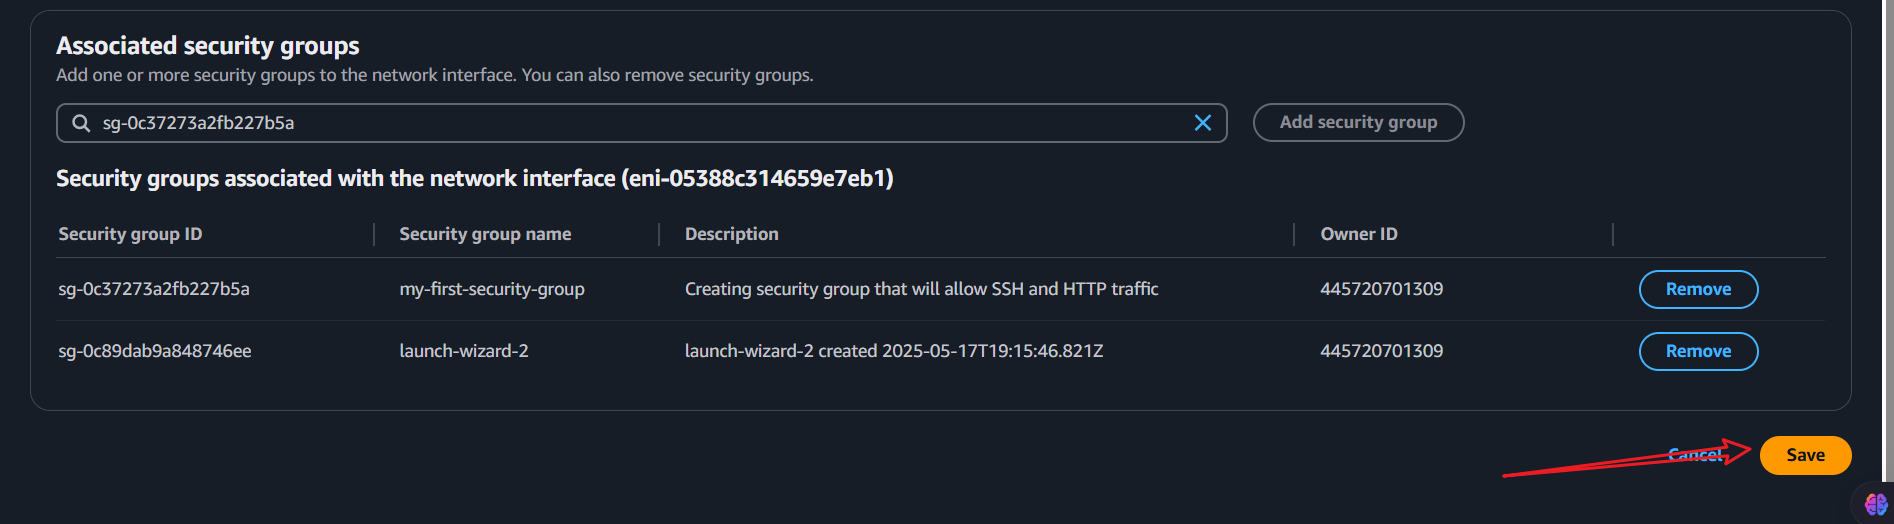 Associated security groups
Add one or more security groups to the network interface. You can also remove security groups.
sg-0c37273a2fb227b5a
Add security group
Security groups associated with the network interface (eni-05388c314659e7eb1)
Security group ID Security group name Description Owner ID
sg-0c37273a2fb227b5a my-first-security-group Creating security group that will allow SSH and HTTP traffic 445720701309 Remove
sg-0c89dab9a848746ee launch-wizard-2 launch-wizard-2 created 2025-05-17T19:15:46.821Z 445720701309 Remove
Cancel Save